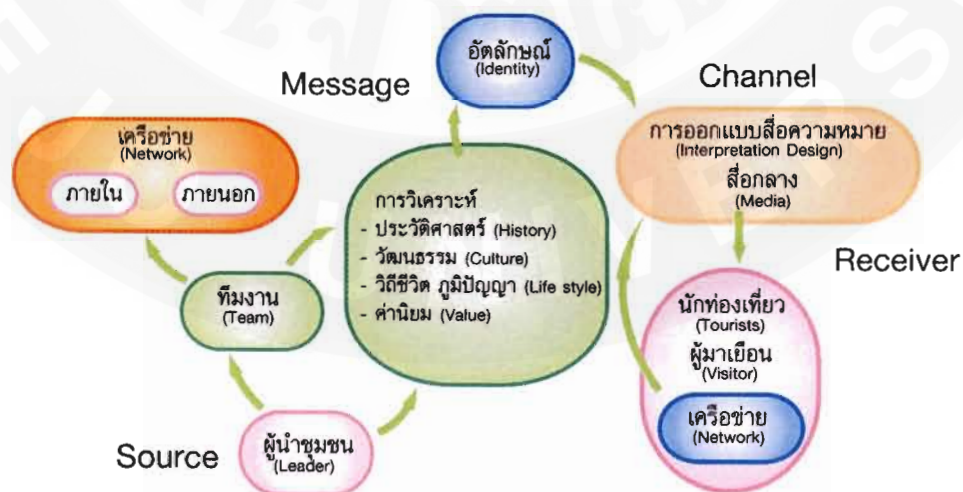 อัตลักษณ์
(Identity)
Message
Channel
เครือข่าย
(Network)
ภายใน
ภายนอก
การออกแบบสื่อความหมาย
(Interpretation Design)
สื่อกลาง
(Media)
การวิเคราะห์
- ประวัติศาสตร์ (History)
- วัฒนธรรม (Culture)
- วิถีชีวิต ภูมิปัญญา (Life style)
- ค่านิยม (Value)
Receiver
ทีมงาน
(Team)
นักท่องเที่ยว
(Tourists)
ผู้มาเยือน
(Visitor)
เครือข่าย
(Network)
Source
ผู้นำชุมชน
(Leader)